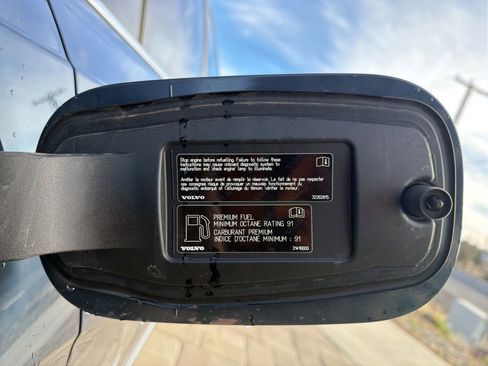 Stop engine before refuelling. Failure to follow these
instructions may cause onboard diagnostic system to
malfunction and check engine lamp to illuminate.
Arrêter le moteur avant de remplir le réservoir. Le fait de ne pas respecter
ces consignes risque de provoquer un mauvais fonctionnement du
diagnostic embarqué et l'allumage du témoin vérifier le moteur.
VOLVO
PREMIUM FUEL
MINIMUM OCTANE RATING 91
CARBURANT PREMIUM
INDICE D'OCTANE MINIMUM : 91
VOLVO